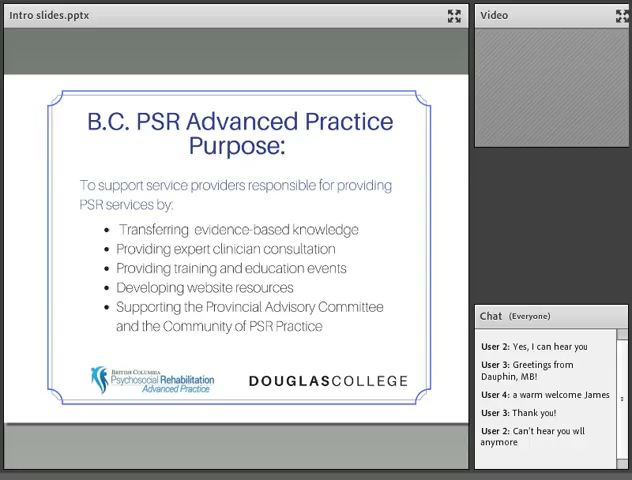 Intro slides.pptx
Video
B.C. PSR Advanced Practice
Purpose:
To support service providers responsible for providing
PSR services by:
• Transferring evidence-based knowledge
• Providing expert clinician consultation
• Providing training and education events
• Developing website resources
• Supporting the Provincial Advisory Committee
and the Community of PSR Practice
BRITISH COLUMBIA
Psychosocial Rehabilitation
Advanced Practice
DOUGLASCOLLEGE
Chat (Everyone)
User 2: Yes, I can hear you
User 3: Greetings from
Dauphin, MB!
User 4: a warm welcome James
User 3: Thank you!
User 2: Can't hear you wll
anymore